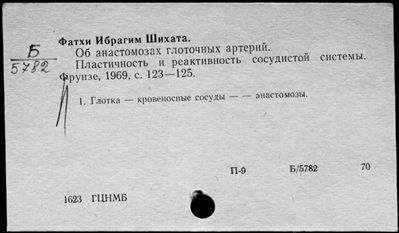 Фатхи Ибрагим Шихата.
Б
5782
Об анастомозах глоточных артерий.
Пластичность и реактивность сосудистой системы.
Фрунзе, 1969, с. 123—125.
1. Глотка — кровеносные сосуды — — анастомозы.
П-9 Б/5782 70
1623 ГЦНМБ